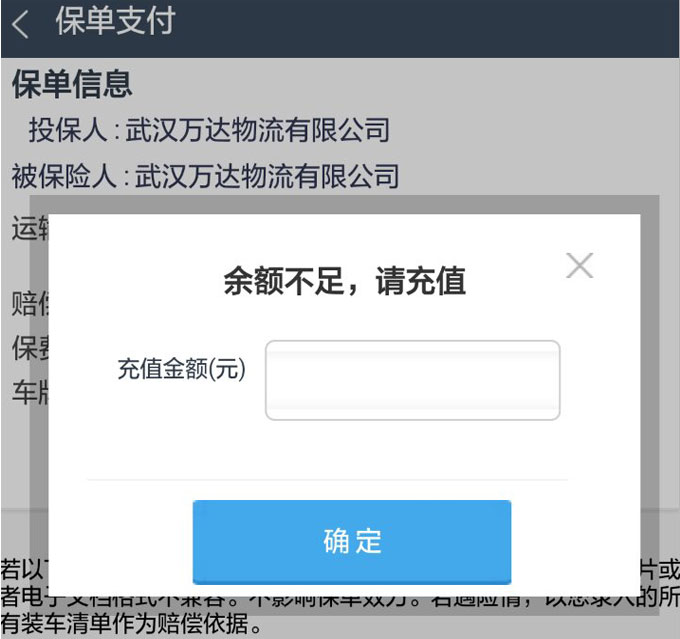 保单支付
保单信息
投保人:武汉万达物流有限公司
被保险人:武汉万达物流有限公司
运输
余额不足，请充值
赔偿
保费
充值金额(元)
车牌
确定
若以下 片或
者电子文档格式不兼容。不影响保单效力。若遇险情，以您录入的所
有装车清单作为赔偿依据。